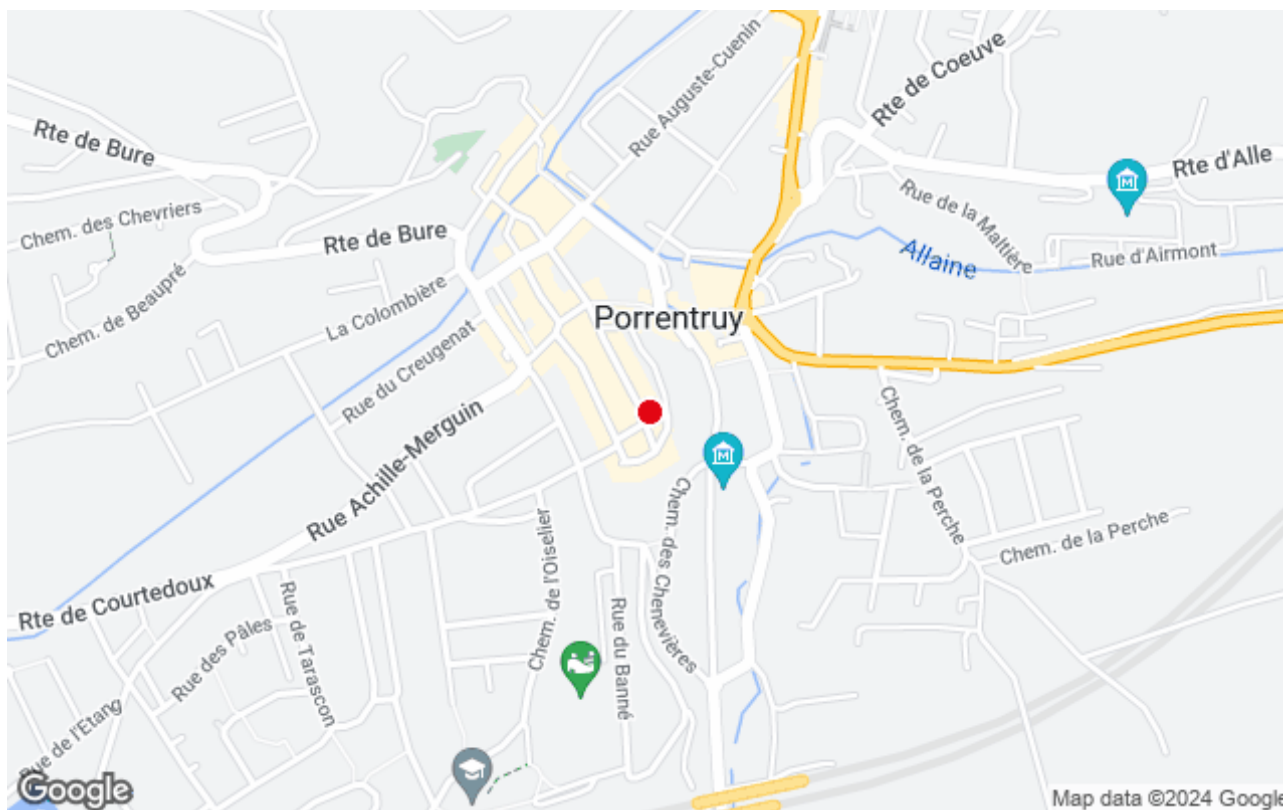 Rue Auguste-Cuenin
Rte de Coeuve
Rte de Bure
Rte d'Alle
M
Rue de la Maltière
Chem. des Chevriers
Rte de Bure
Allaine
Rue d'Airmont
Chem. de Beaupré
La Colombière
Porrentruy
Rue du Creugenat
Chem. de la Perche
Rue Achille-Merguin
M
Chem. des Chenevières
Chem. de l'Oiselier
Chem. de la Perche
Rte de Courtedoux
Rue de Tarascon
Rue des Pâles
Rue du Banné
Rue de l'Etang
Google
Map data ©2024 Google